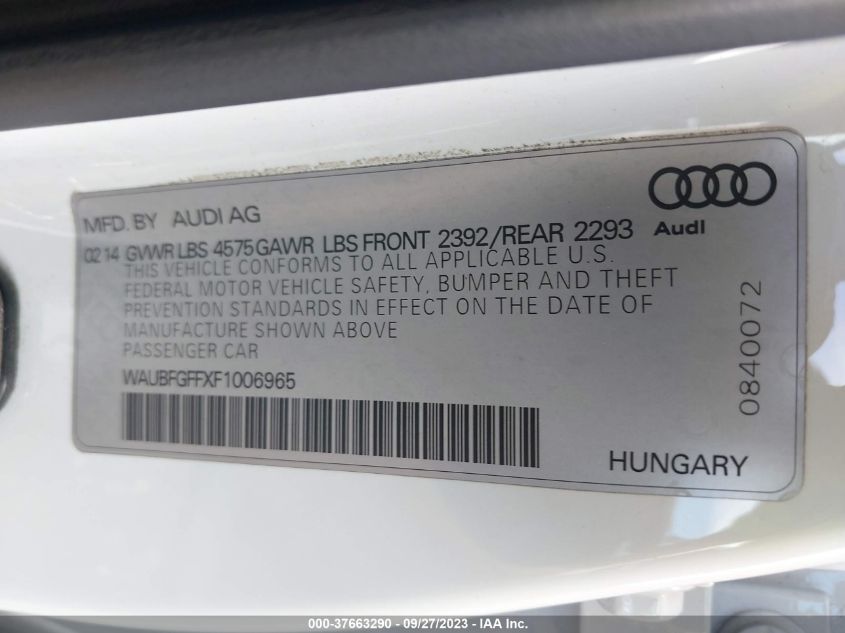 MFD. BY AUDI AG
02 14 GVWR LBS 4575 GAWR LBS FRONT 2392/REAR 2293
Audi
THIS VEHICLE CONFORMS TO ALL APPLICABLE U.S.
FEDERAL MOTOR VEHICLE SAFETY, BUMPER AND THEFT
PREVENTION STANDARDS IN EFFECT ON THE DATE OF
MANUFACTURE SHOWN ABOVE
PASSENGER CAR
WAUBFGFFXF1006965
0840072
HUNGARY
000-37663290 - 09/27/2023 - IAA Inc.